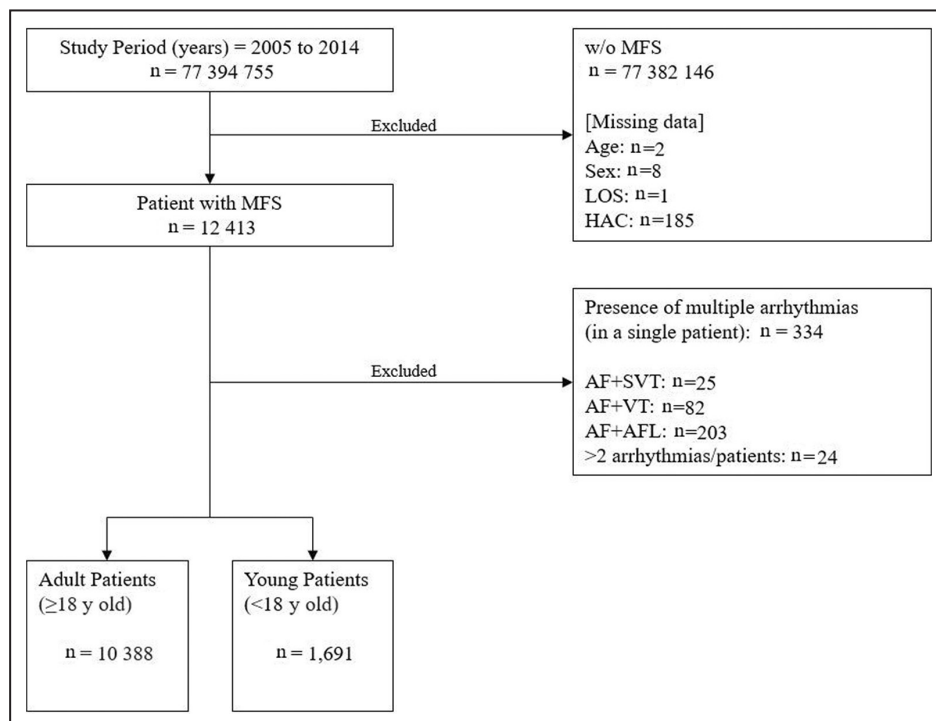 Study Period (years) = 2005 to 2014
n = 77 394 755
w/o MFS
n = 77 382 146
[Missing data]
Age: n=2
Sex: n=8
LOS: n=1
HAC: n=185
Excluded
Patient with MFS
n = 12 413
Presence of multiple arrhythmias
(in a single patient): n = 334
AF+SVT: n=25
AF+VT: n=82
AF+AFL: n=203
>2 arrhythmias/patients: n=24
Excluded
Adult Patients
(≥18 y old)
n = 10 388
Young Patients
(<18 y old)
n = 1,691